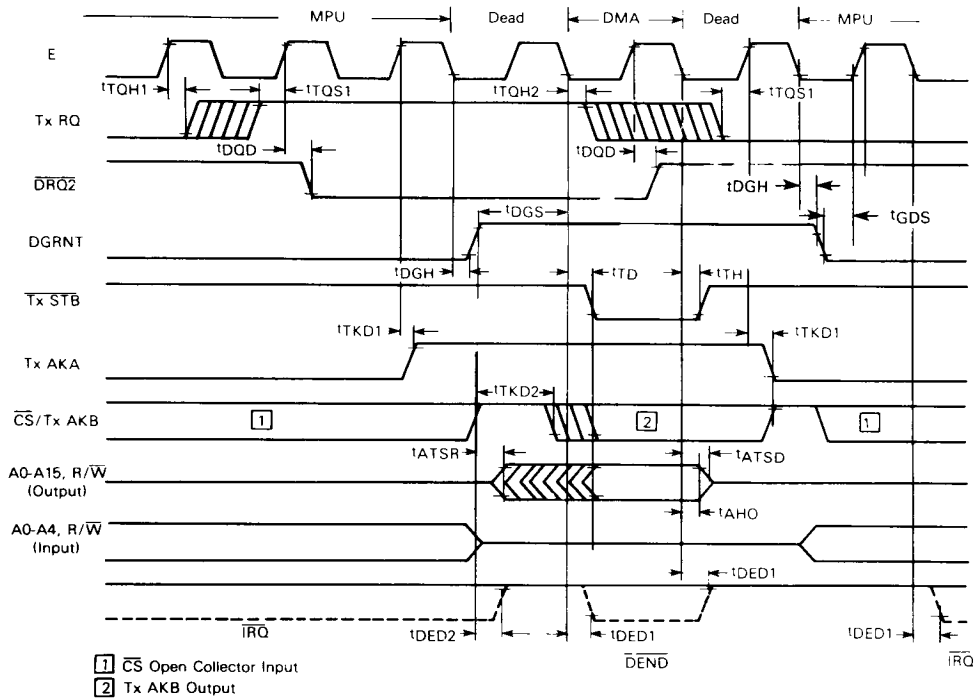 MPU Dead DMA Dead MPU
E
tTQH1 tTQS1 tTQH2 tTQS1
Tx RQ
tDQD tDQD
DRQ2
tDGH
tDGS tGDS
DGRNT
tDGH tTD tTH
Tx STB
tTKD1 tTKD1
Tx AKA
tTKD2
CS/Tx AKB 1 2 1
tATSR tATSD
A0-A15, R/W
(Output)
tAHO
A0-A4, R/W
(Input)
tDED1
IRQ tDED2 tDED1 tDED1
DEND IRQ
1 CS Open Collector Input
2 Tx AKB Output